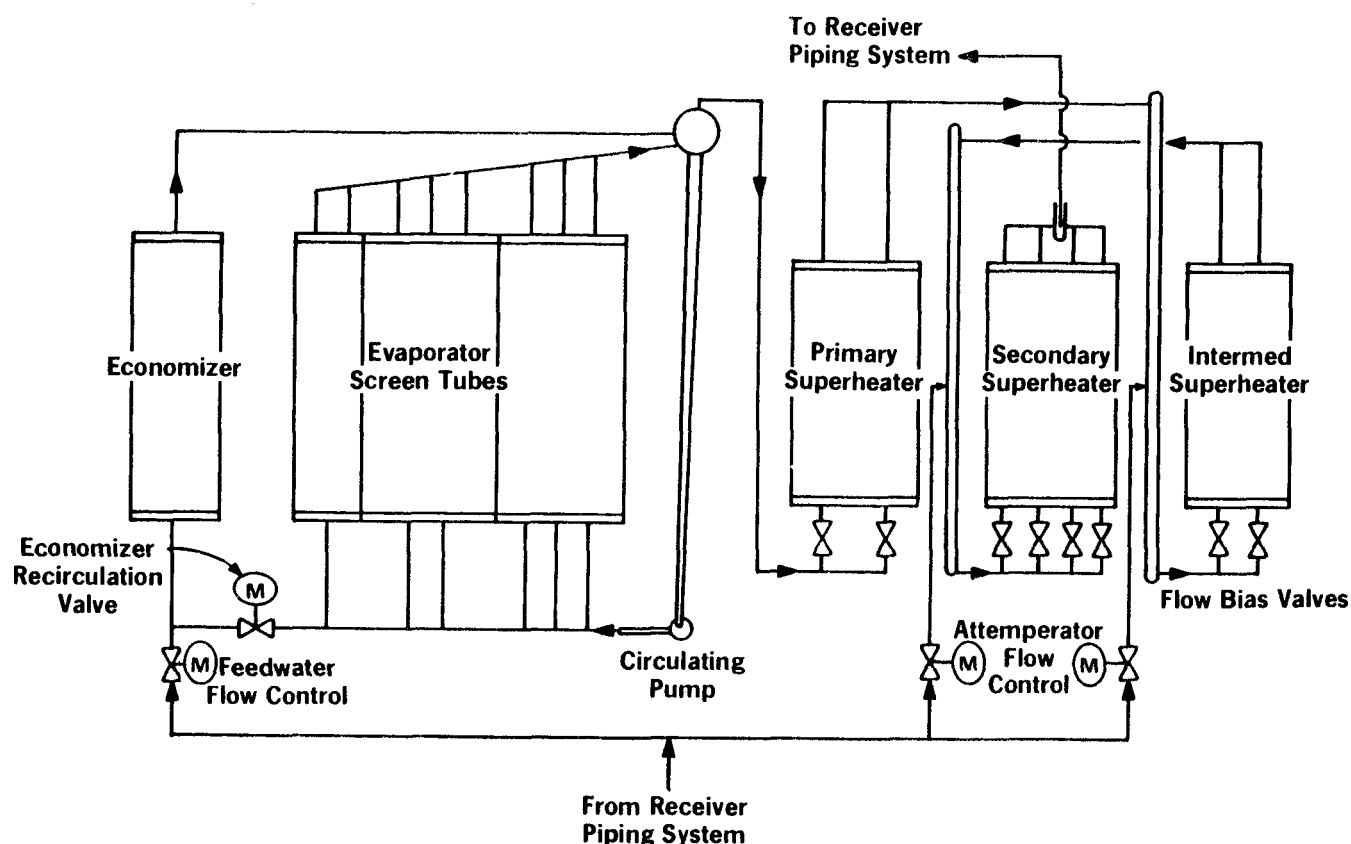 To Receiver
Piping System
Economizer
Evaporator
Screen Tubes
Primary
Superheater
Secondary
Superheater
Intermed
Superheater
Economizer
Recirculation
Valve
M
Flow Bias Valves
M
Feedwater
Flow Control
Circulating
Pump
M
Attemperator
Flow
Control
M
From Receiver
Piping System